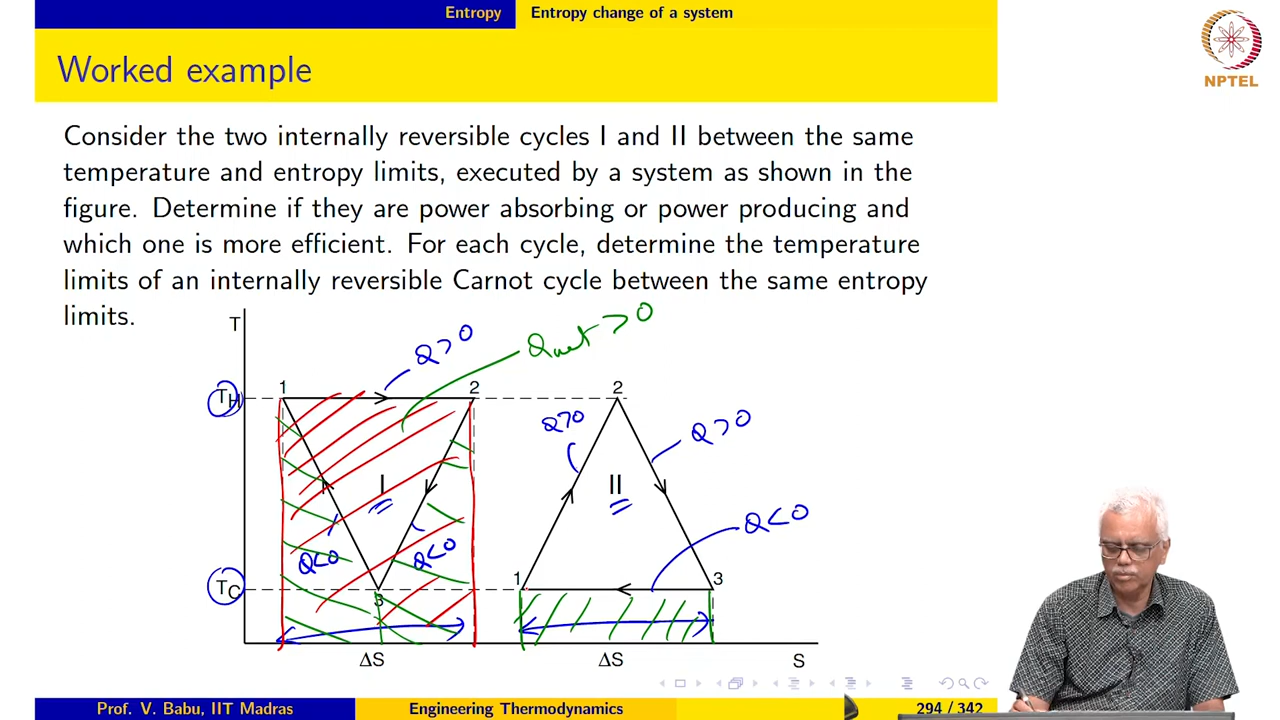 Entropy Entropy change of a system
Worked example
NPTEL
Consider the two internally reversible cycles I and II between the same
temperature and entropy limits, executed by a system as shown in the
figure. Determine if they are power absorbing or power producing and
which one is more efficient. For each cycle, determine the temperature
limits of an internally reversible Carnot cycle between the same entropy
limits.
T
Q>0
Qnet>0
TH
1
2
2
Q>0
Q>0
I
II
Q<0
Q<0
Q<0
TC
3
1
3
ΔS
ΔS
S
Prof. V. Babu, IIT Madras Engineering Thermodynamics 294 / 342